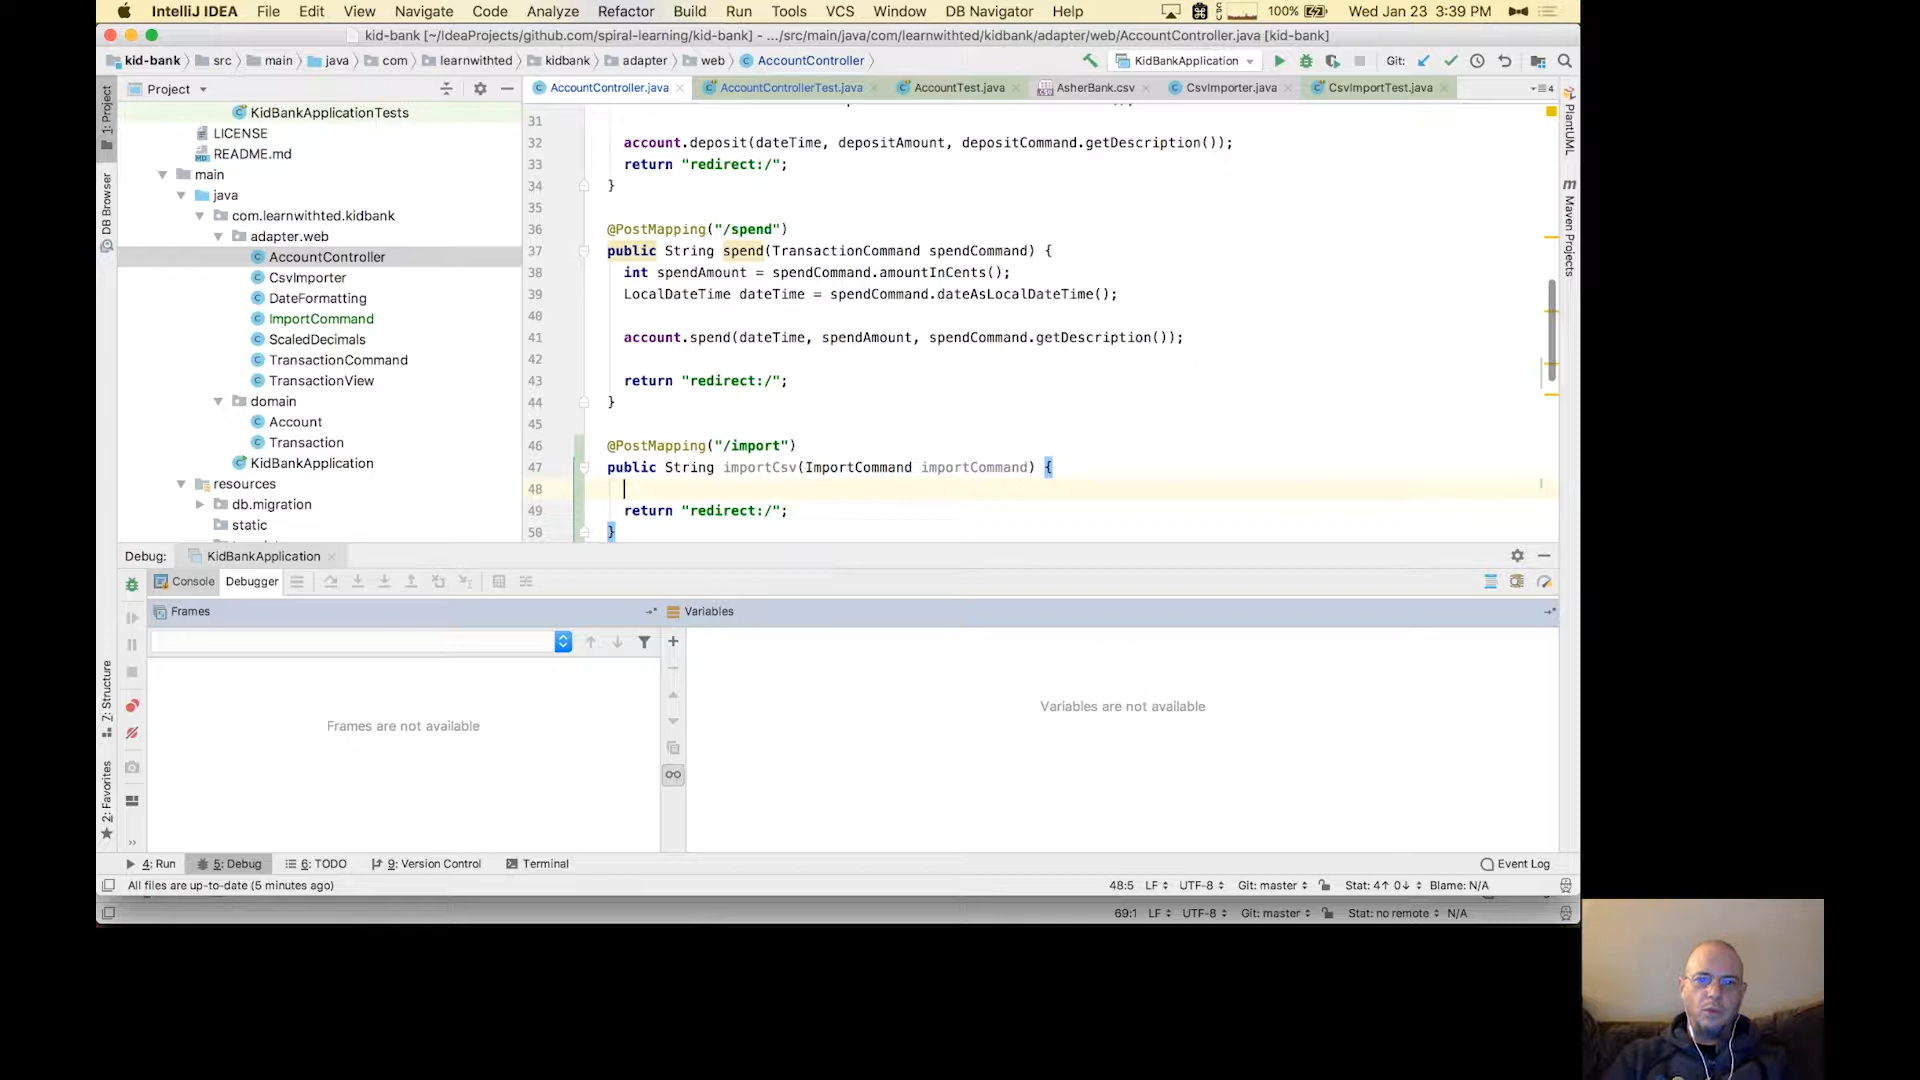 IntelliJ IDEA File Edit View Navigate Code Analyze Refactor Build Run Tools VCS Window DB Navigator Help 100% Wed Jan 23 3:39 PM
kid-bank [~/IdeaProjects/github.com/spiral-learning/kid-bank] - .../src/main/java/com/learnwithted/kidbank/adapter/web/AccountController.java [kid-bank]
kid-bank src main java com learnwithted kidbank adapter web AccountController KidBankApplication Git:
Project AccountController.java AccountControllerTest.java AccountTest.java AsherBank.csv CsvImporter.java CsvImportTest.java
1: Project
DB Browser
Z: Structure
2: Favorites
PlantUML
Maven Projects
KidBankApplicationTests
LICENSE
README.md
main
java
com.learnwithted.kidbank
adapter.web
AccountController
CsvImporter
DateFormatting
ImportCommand
ScaledDecimals
TransactionCommand
TransactionView
domain
Account
Transaction
KidBankApplication
resources
db.migration
static
31
32 account.deposit(dateTime, depositAmount, depositCommand.getDescription());
33 return "redirect:/";
34 }
35
36 @PostMapping("/spend")
37 public String spend(TransactionCommand spendCommand) {
38 int spendAmount = spendCommand.amountInCents();
39 LocalDateTime dateTime = spendCommand.dateAsLocalDateTime();
40
41 account.spend(dateTime, spendAmount, spendCommand.getDescription());
42
43 return "redirect:/";
44 }
45
46 @PostMapping("/import")
47 public String importCsv(ImportCommand importCommand) {
48
49 return "redirect:/";
50 }
Debug: KidBankApplication
Console Debugger
Frames Variables
Frames are not available
Variables are not available
4: Run 5: Debug 6: TODO 9: Version Control Terminal Event Log
All files are up-to-date (5 minutes ago) 48:5 LF UTF-8 Git: master Stat: 4↑ 0↓ Blame: N/A
69:1 LF UTF-8 Git: master Stat: no remote N/A